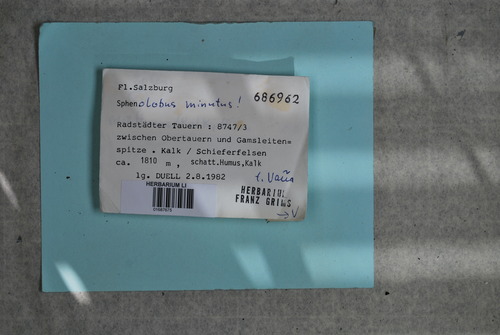 Fl.Salzburg
Sphenolobus minutus! 686962
Radstädter Tauern : 8747/3
zwischen Obertauern und Gamsleiten=
spitze . Kalk / Schieferfelsen
ca. 1810 m , schatt.Humus,Kalk
lg. DUELL 2.8.1982 t. Váňa
HERBARIUM LI
HERBARIUM
FRANZ GRIMS
→ V